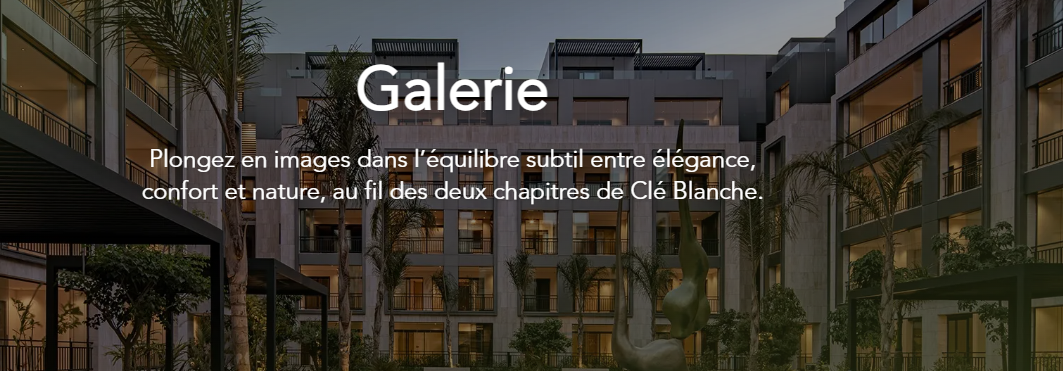 Galerie
Plongez en images dans l’équilibre subtil entre élégance,
confort et nature, au fil des deux chapitres de Clé Blanche.